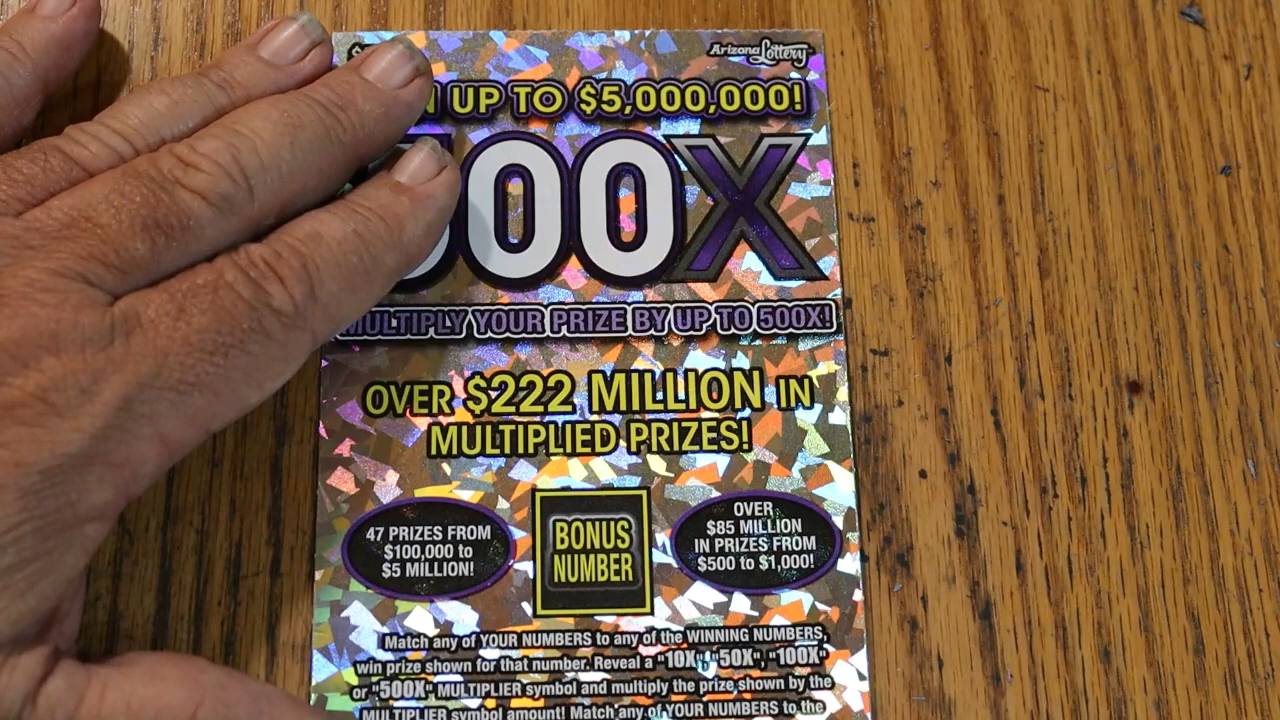 $
Arizona Lottery
UP TO $5,000,000!
500X
MULTIPLY YOUR PRIZE BY UP TO 500X!
OVER $222 MILLION IN
MULTIPLIED PRIZES!
47 PRIZES FROM
$100,000 to
$5 MILLION!
BONUS
NUMBER
OVER
$85 MILLION
IN PRIZES FROM
$500 to $1,000!
Match any of YOUR NUMBERS to any of the WINNING NUMBERS,
win prize shown for that number. Reveal a "10X", "50X", "100X"
or "500X" MULTIPLIER symbol and multiply the prize shown by the
MULTIPLIER symbol amount! Match any of YOUR NUMBERS to the